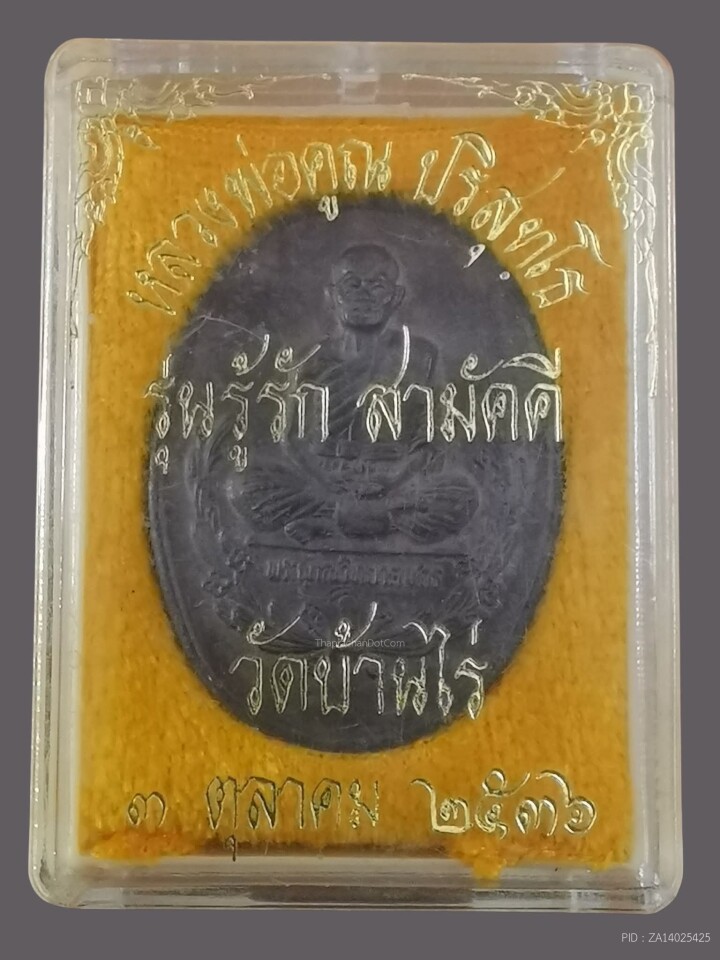 หลวงพ่อคูณ ปริสุทฺโธ
รุ่นรู้รัก สามัคคี
ThaprachanDotCom
วัดบ้านไร่
๓ ตุลาคม ๒๕๓๖
PID : ZA14025425